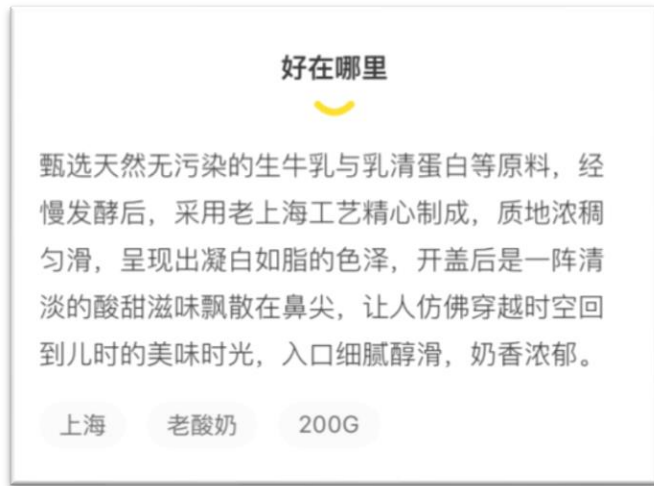 好在哪里
甄选天然无污染的生牛乳与乳清蛋白等原料，经
慢发酵后，采用老上海工艺精心制成，质地浓稠
匀滑，呈现出凝白如脂的色泽，开盖后是一阵清
淡的酸甜滋味飘散在鼻尖，让人仿佛穿越时空回
到儿时的美味时光，入口细腻醇滑，奶香浓郁。
上海 老酸奶 200G